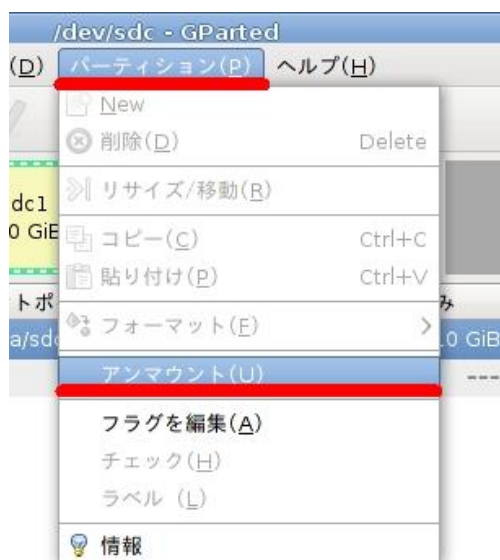 /dev/sdc - GParted
(D) パーティション(P) ヘルプ(H)
New
削除(D) Delete
リサイズ/移動(R)
dc1
0 GiB
コピー(C) Ctrl+C
貼り付け(P) Ctrl+V
トポ
み
フォーマット(F) >
a/sdc
.0 GiB
アンマウント(U)
---
フラグを編集(A)
チェック(H)
ラベル (L)
情報